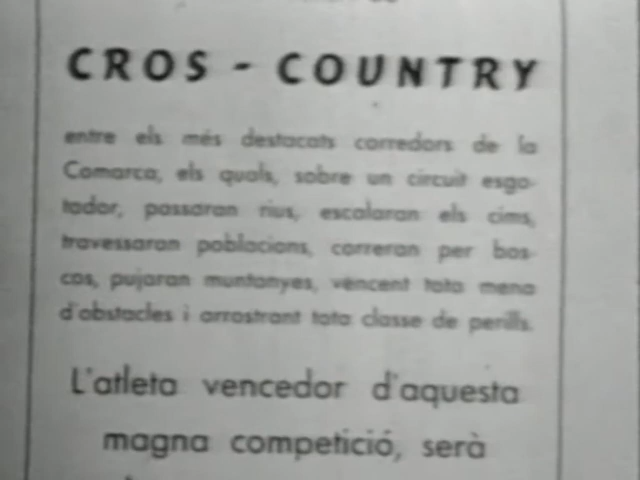 CROS - COUNTRY
entre els més destacats corredors de la
Comarca, els quals, sobre un circuit esgo-
tador, passaran rius, escalaran els cims,
travessaran poblacions, correran per bos-
cos, pujaran muntanyes, vencent tota mena
d'obstacles i arrostrant tota classe de perills.
L'atleta vencedor d'aquesta
magna competició, serà